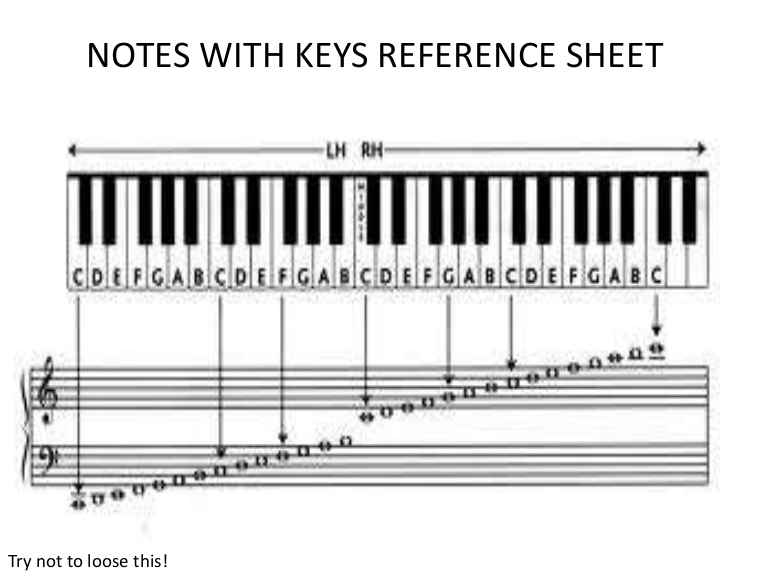 NOTES WITH KEYS REFERENCE SHEET
LH RH
MIDDLE
C D E F G A B C D E F G A B C D E F G A B C D E F G A B C
Try not to loose this!